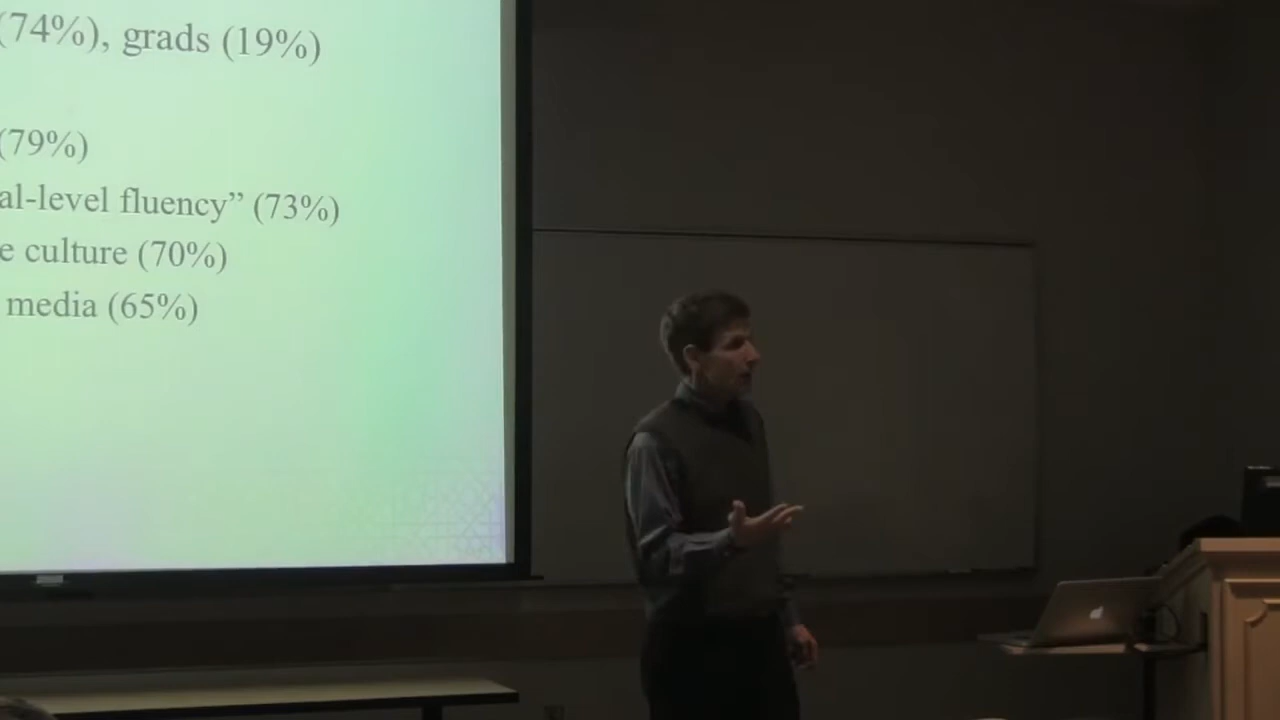 (74%), grads (19%)
(79%)
al-level fluency” (73%)
e culture (70%)
media (65%)